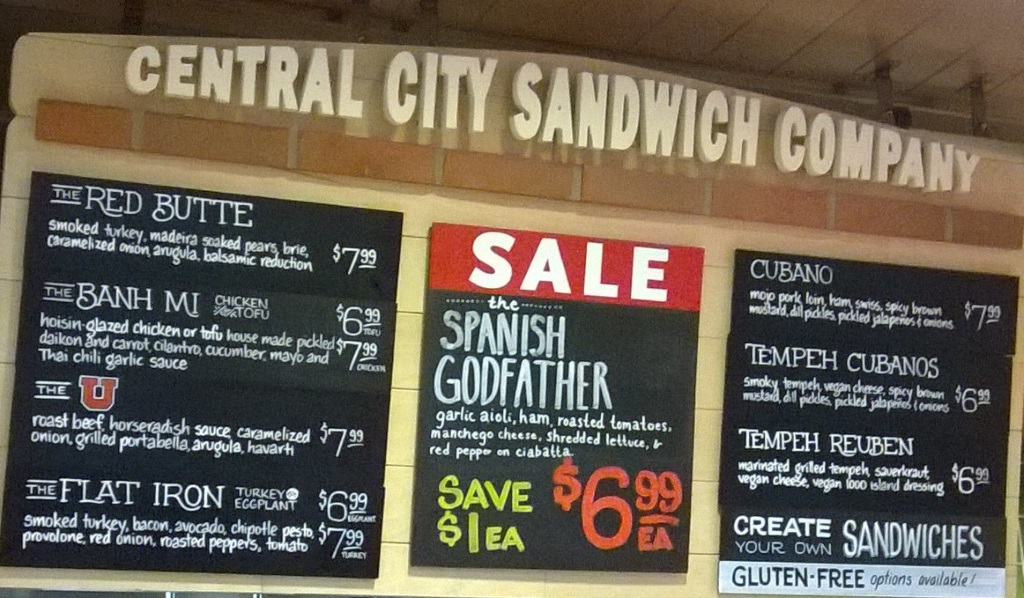 CENTRAL CITY SANDWICH COMPANY
THE RED BUTTE
smoked turkey, madeira soaked pears, brie,
caramelized onion, arugula, balsamic reduction
$7.99
THE BANH MI CHICKEN TOFU
hoisin-glazed chicken or tofu house made pickled
daikon and carrot, cilantro, cucumber, mayo and
Thai chili garlic sauce
$6.99 TOFU
$7.99 CHICKEN
THE U
roast beef, horseradish sauce, caramelized
onion, grilled portabella, arugula, havarti
$7.99
THE FLAT IRON TURKEY OR EGGPLANT
smoked turkey, bacon, avocado, chipotle pesto,
provolone, red onion, roasted peppers, tomato
$6.99 EGGPLANT
$7.99 TURKEY
SALE
the
SPANISH
GODFATHER
garlic aioli, ham, roasted tomatoes,
manchego cheese, shredded lettuce, &
red pepper on ciabatta
SAVE
$1 EA
$6.99 EA
CUBANO
mojo pork loin, ham, swiss, spicy brown
mustard, dill pickles, pickled jalapeños & onions
$7.99
TEMPEH CUBANOS
smoky tempeh, vegan cheese, spicy brown
mustard, dill pickles, pickled jalapeños & onions
$6.99
TEMPEH REUBEN
marinated grilled tempeh, sauerkraut,
vegan cheese, vegan 1000 island dressing
$6.99
CREATE
YOUR OWN SANDWICHES
GLUTEN-FREE options available!